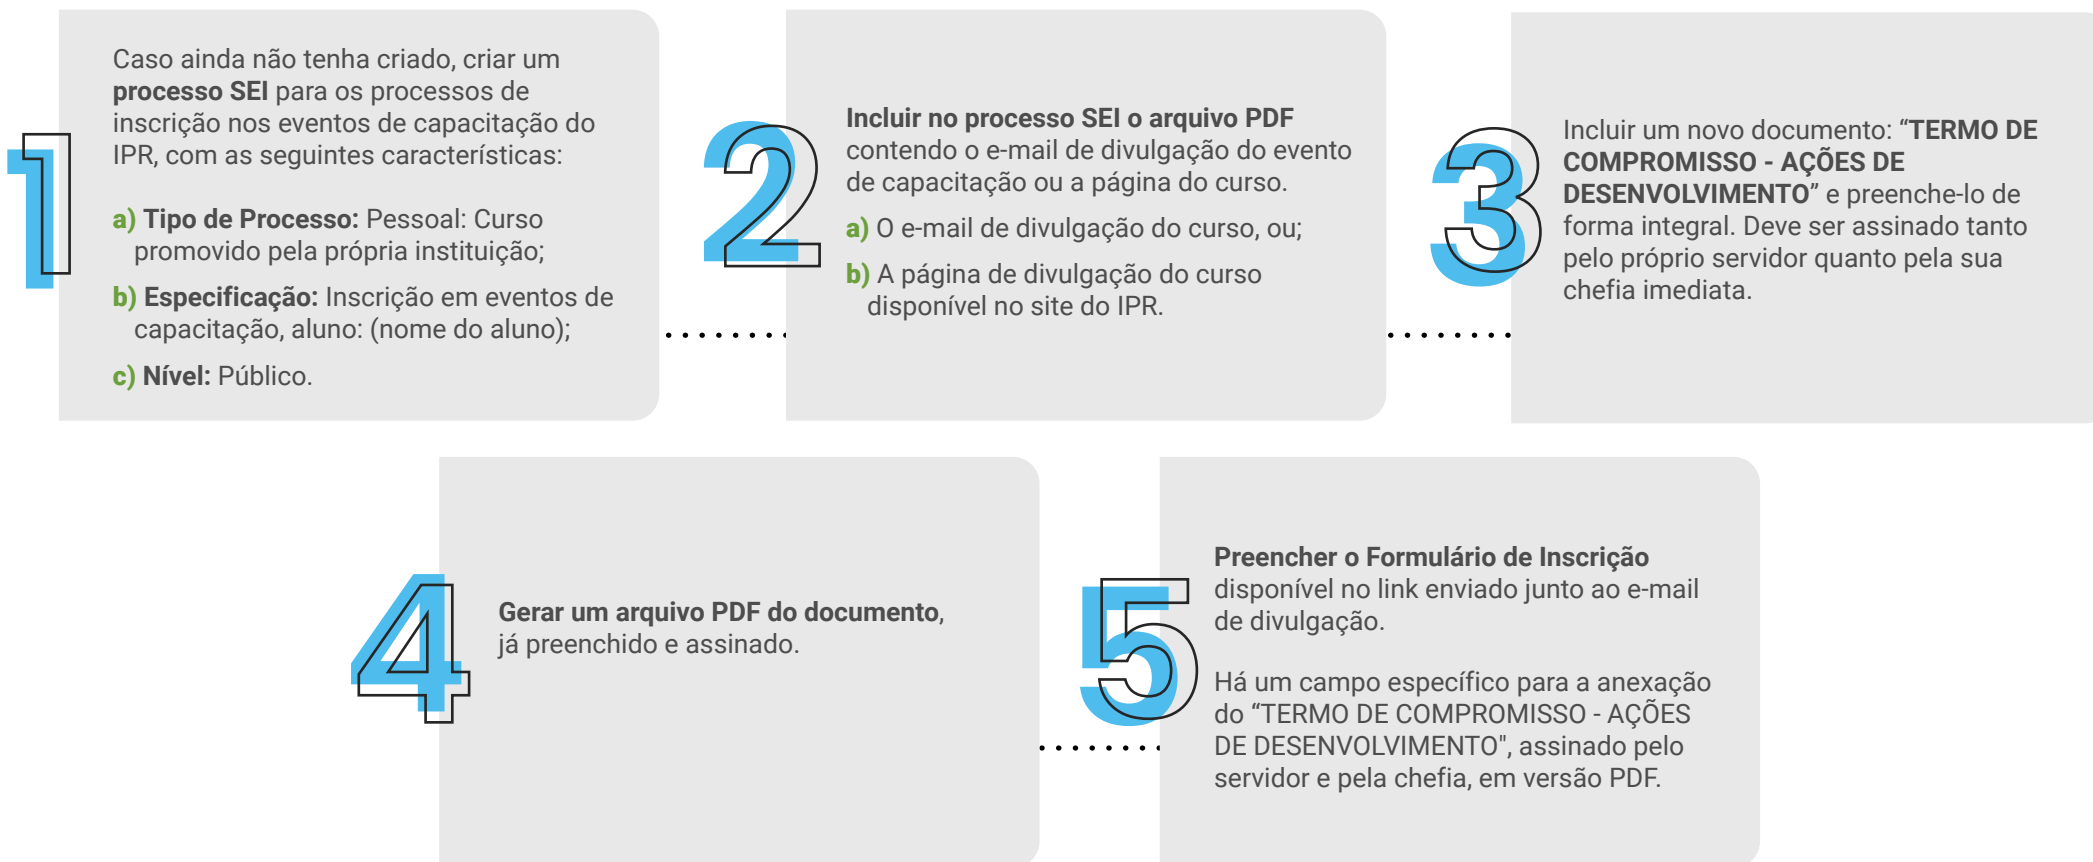 1
Caso ainda não tenha criado, criar um
processo SEI para os processos de
inscrição nos eventos de capacitação do
IPR, com as seguintes características:
a) Tipo de Processo: Pessoal: Curso
promovido pela própria instituição;
b) Especificação: Inscrição em eventos de
capacitação, aluno: (nome do aluno);
c) Nível: Público.
2
Incluir no processo SEI o arquivo PDF
contendo o e-mail de divulgação do evento
de capacitação ou a página do curso.
a) O e-mail de divulgação do curso, ou;
b) A página de divulgação do curso
disponível no site do IPR.
3
Incluir um novo documento: “TERMO DE
COMPROMISSO - AÇÕES DE
DESENVOLVIMENTO” e preenche-lo de
forma integral. Deve ser assinado tanto
pelo próprio servidor quanto pela sua
chefia imediata.
4
Gerar um arquivo PDF do documento,
já preenchido e assinado.
5
Preencher o Formulário de Inscrição
disponível no link enviado junto ao e-mail
de divulgação.
Há um campo específico para a anexação
do “TERMO DE COMPROMISSO - AÇÕES
DE DESENVOLVIMENTO", assinado pelo
servidor e pela chefia, em versão PDF.